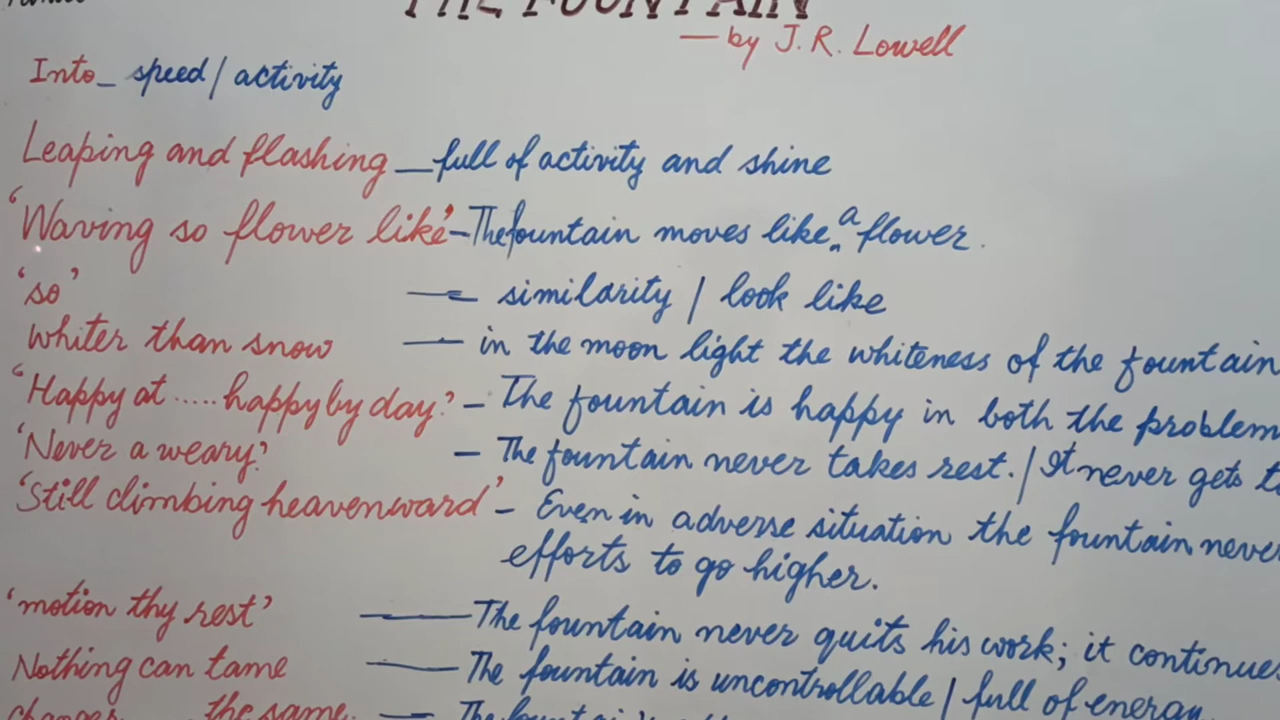 THE FOUNTAIN
— by J. R. Lowell
Into_ speed / activity
Leaping and flashing — full of activity and shine
'Waving so flower like' - The fountain moves like a flower.
'so' — similarity / look like
whiter than snow — in the moon light the whiteness of the fountain
'Happy at ..... happy by day' - The fountain is happy in both the problem
'Never a weary' - The fountain never takes rest. / It never gets
'Still climbing heavenward' - Even in adverse situation the fountain never
efforts to go higher.
'motion thy rest' — The fountain never quits his work; it continues
Nothing can tame — The fountain is uncontrollable / full of energy
the same. —